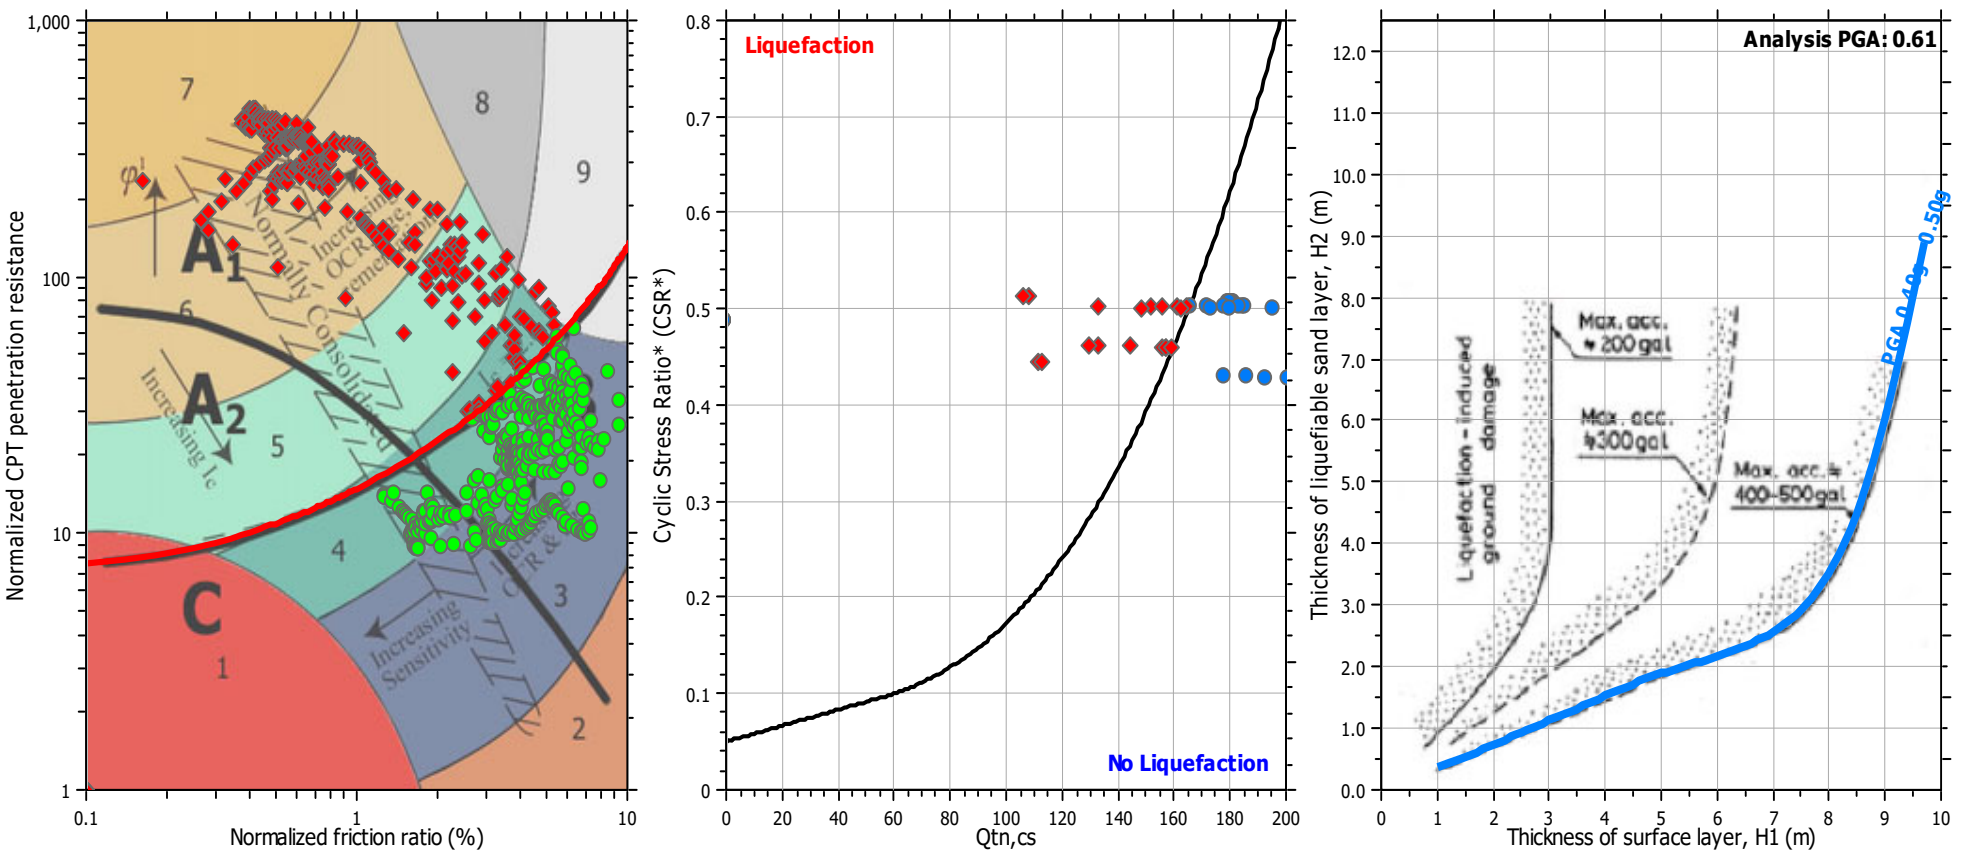 Normalized CPT penetration resistance
1,000
100
10
1
0.1
1
10
Normalized friction ratio (%)
7
8
9
φ'
A1
6
A2
5
4
C
3
1
2
Normally Consolidated
Increasing
OCR
Increasing Ic
Increasing
Sensitivity
OCR &
Cyclic Stress Ratio* (CSR*)
0.8
0.7
0.6
0.5
0.4
0.3
0.2
0.1
0
0
20
40
60
80
100
120
140
160
180
200
Qtn,cs
Liquefaction
No Liquefaction
Thickness of liquefiable sand layer, H2 (m)
12.0
11.0
10.0
9.0
8.0
7.0
6.0
5.0
4.0
3.0
2.0
1.0
0.0
0
1
2
3
4
5
6
7
8
9
10
Thickness of surface layer, H1 (m)
Analysis PGA: 0.61
PGA 0.40g - 0.50g
Liquefaction - induced
ground damage
Max. acc.
≒ 200 gal
Max. acc.
≒ 300 gal
Max. acc. ≒
400~500 gal